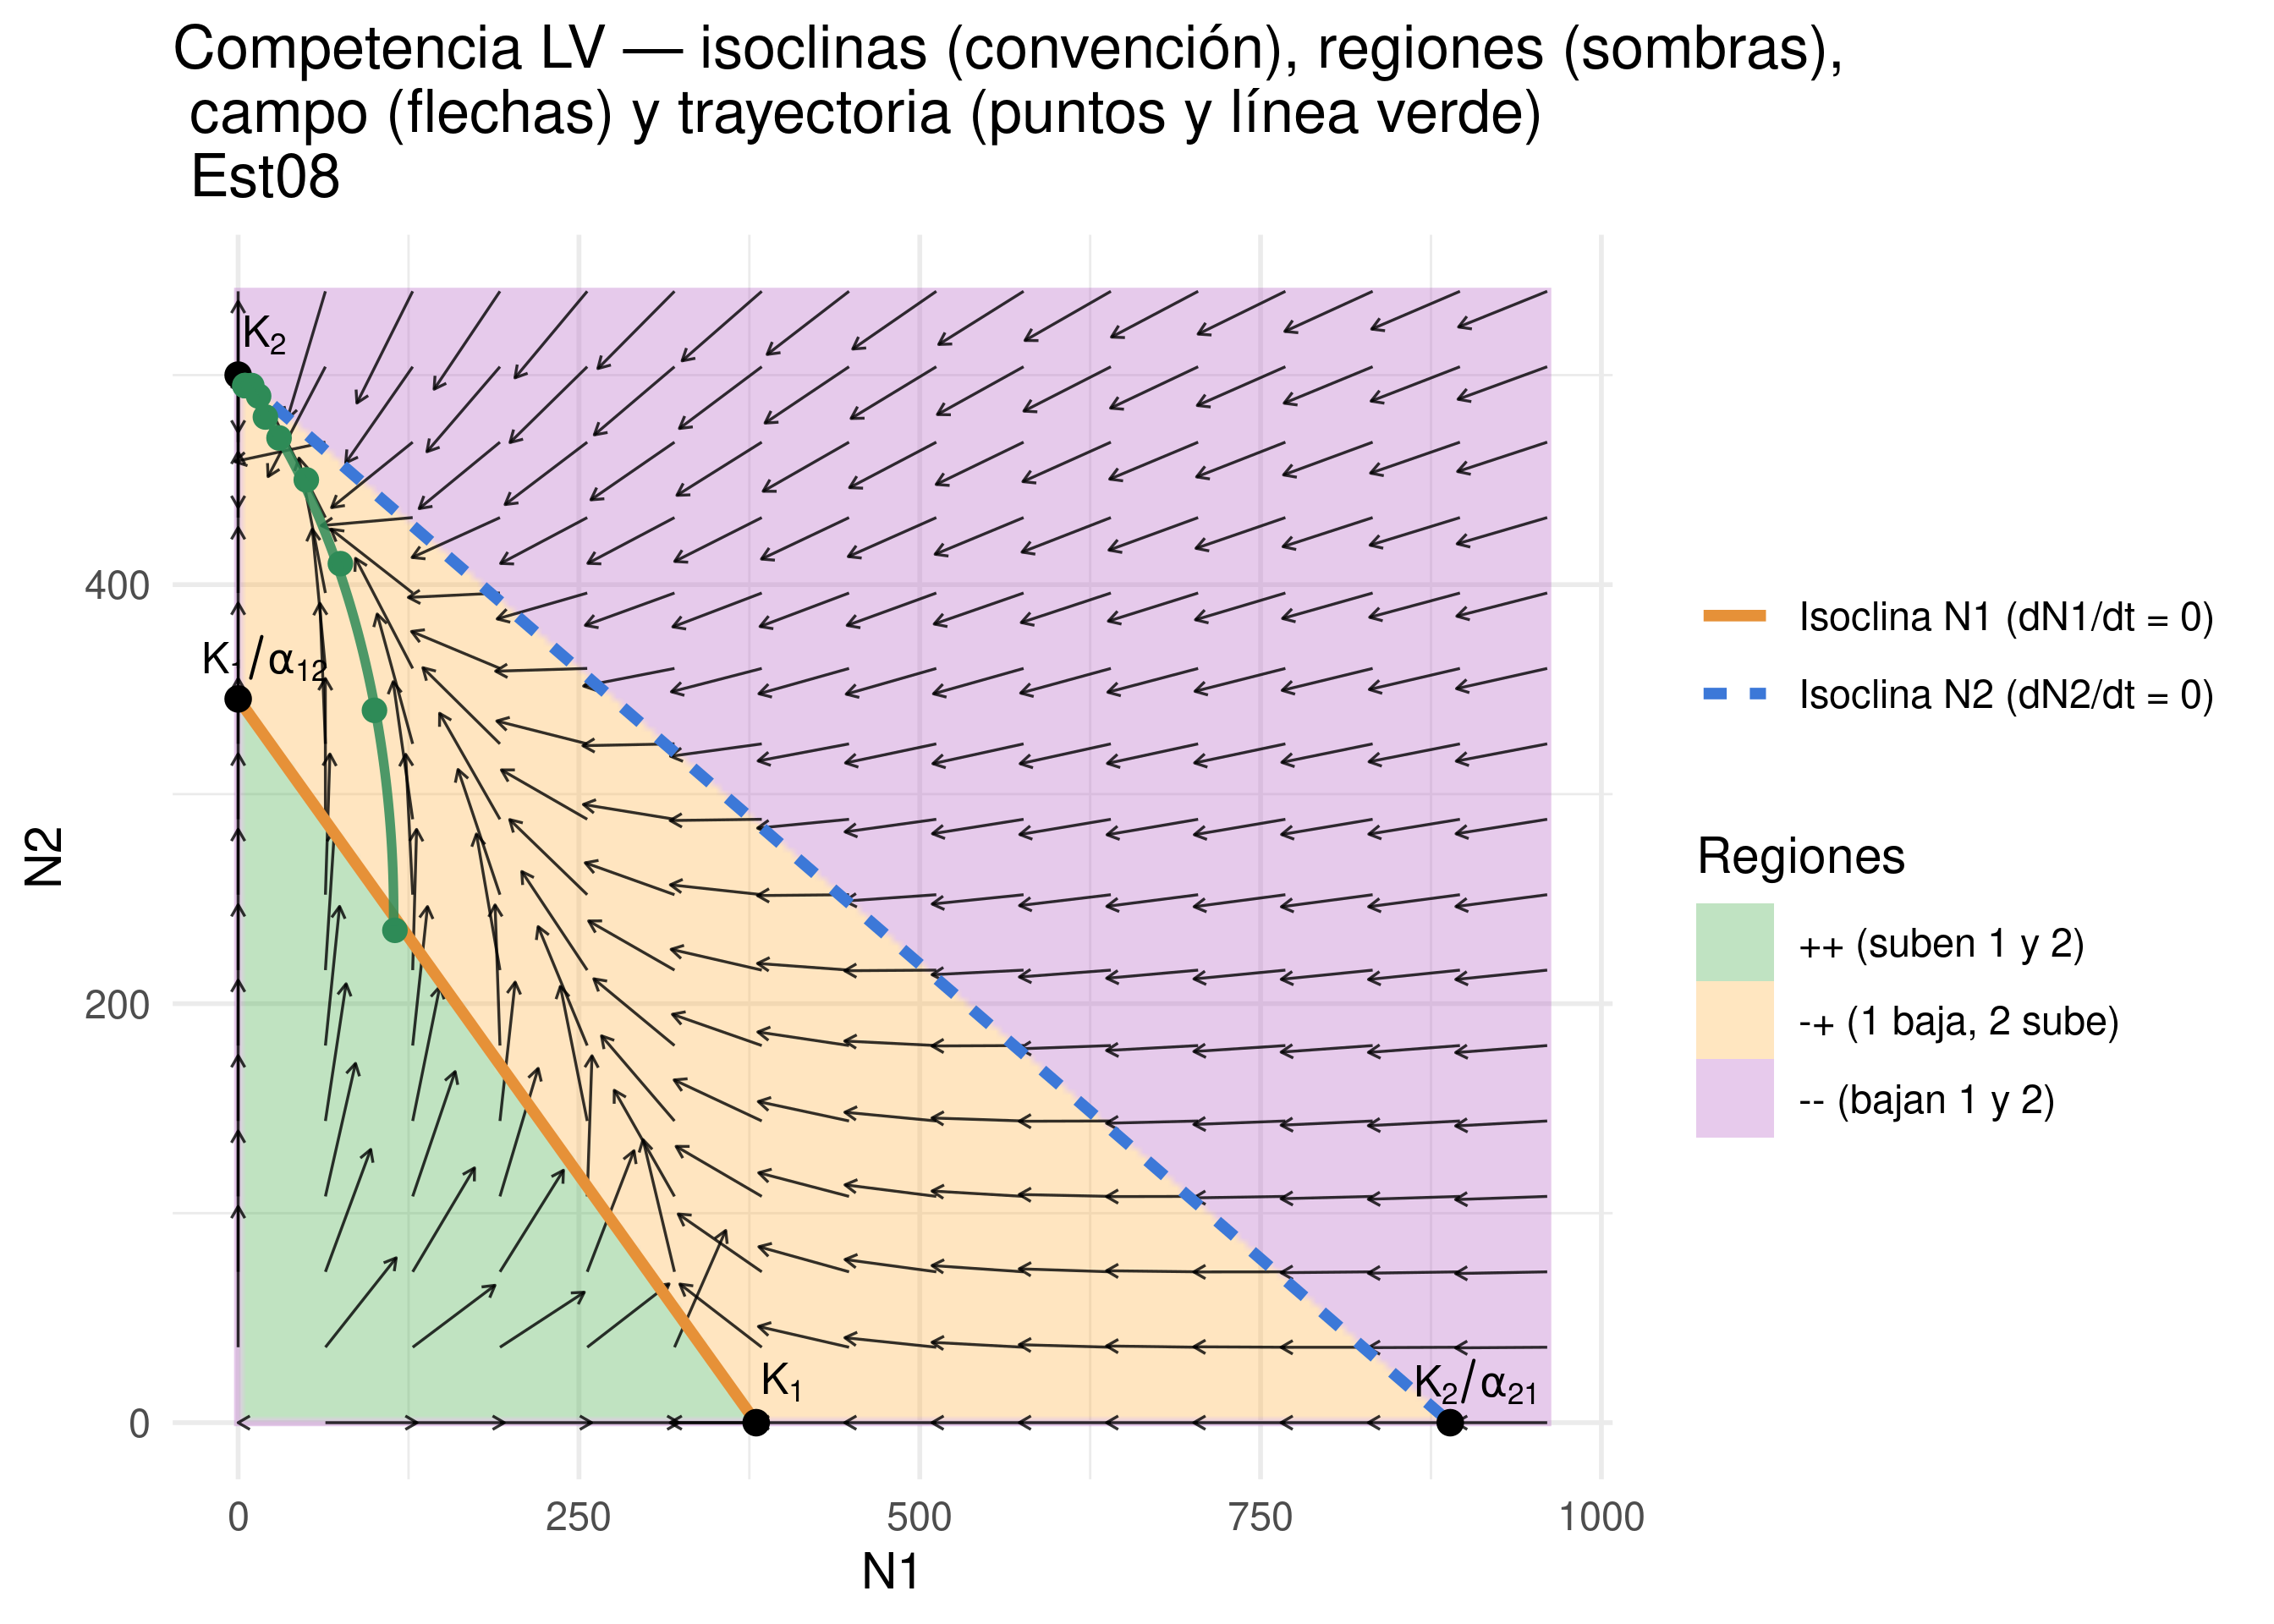 Competencia LV — isoclinas (convención), regiones (sombras),
campo (flechas) y trayectoria (puntos y línea verde)
Est08
K₂
400
K₁/α₁₂
200
K₁
K₂/α₂₁
0
0 250 500 750 1000
N1
N2
Isoclina N1 (dN1/dt = 0)
Isoclina N2 (dN2/dt = 0)
Regiones
++ (suben 1 y 2)
-+ (1 baja, 2 sube)
-- (bajan 1 y 2)